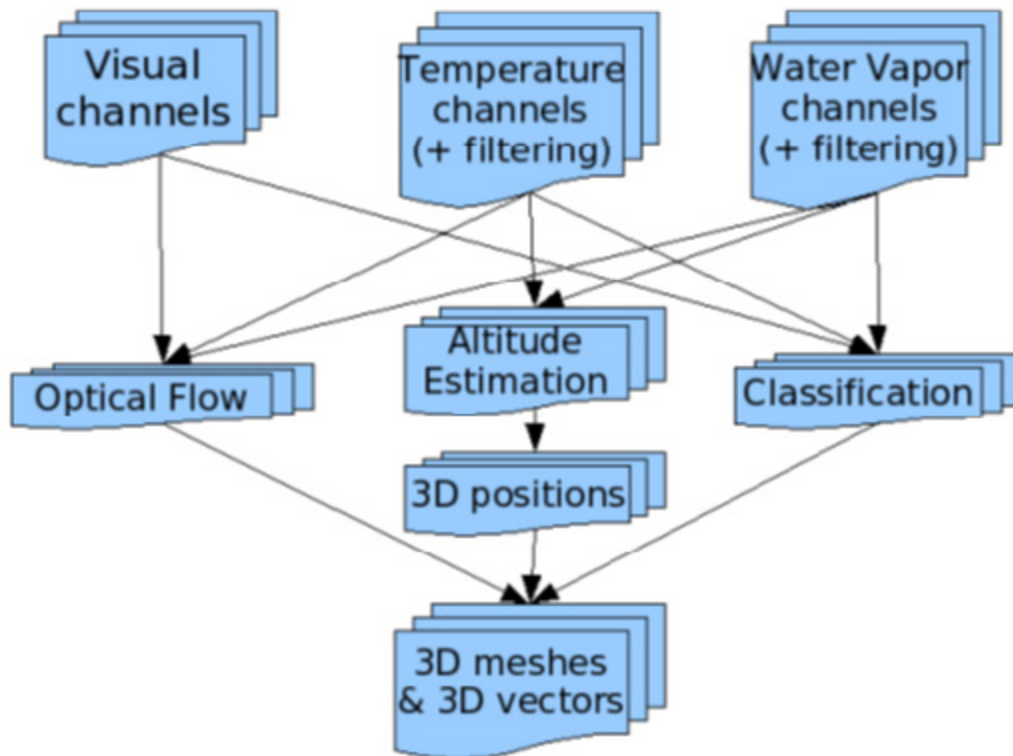 Visual
channels
Temperature
channels
(+ filtering)
Water Vapor
channels
(+ filtering)
Optical Flow
Altitude
Estimation
Classification
3D positions
3D meshes
& 3D vectors